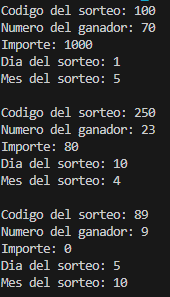 Codigo del sorteo: 100
Numero del ganador: 70
Importe: 1000
Dia del sorteo: 1
Mes del sorteo: 5

Codigo del sorteo: 250
Numero del ganador: 23
Importe: 80
Dia del sorteo: 10
Mes del sorteo: 4

Codigo del sorteo: 89
Numero del ganador: 9
Importe: 0
Dia del sorteo: 5
Mes del sorteo: 10